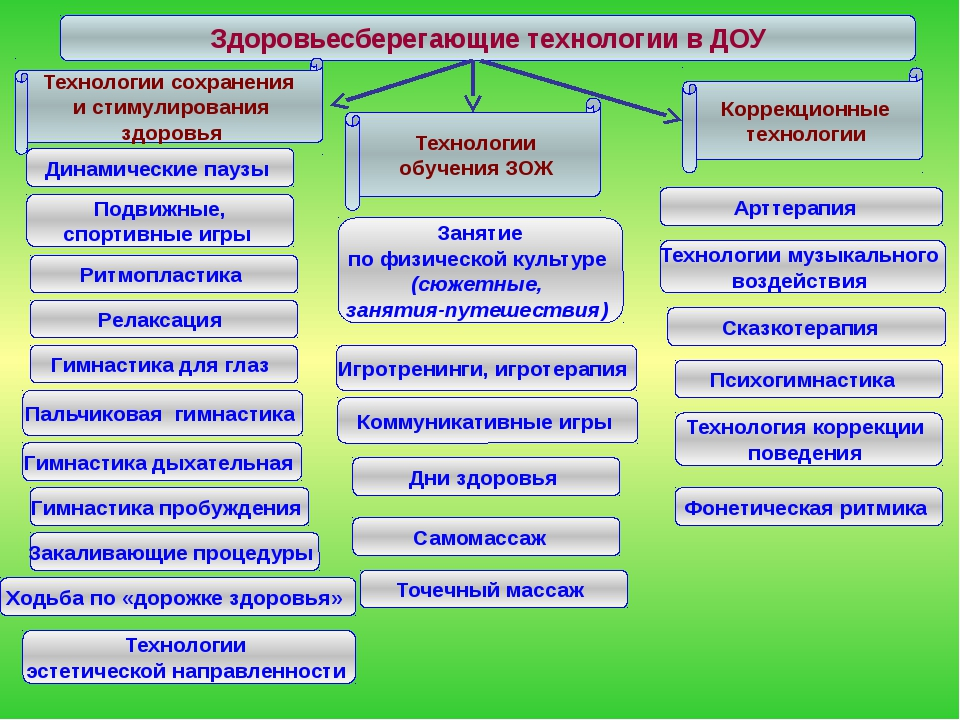 Здоровьесберегающие технологии в ДОУ
Технологии сохранения
и стимулирования
здоровья
Динамические паузы
Подвижные,
спортивные игры
Ритмопластика
Релаксация
Гимнастика для глаз
Пальчиковая гимнастика
Гимнастика дыхательная
Гимнастика пробуждения
Закаливающие процедуры
Ходьба по «дорожке здоровья»
Технологии
эстетической направленности
Технологии
обучения ЗОЖ
Занятие
по физической культуре
(сюжетные,
занятия-путешествия)
Игротренинги, игротерапия
Коммуникативные игры
Дни здоровья
Самомассаж
Точечный массаж
Коррекционные
технологии
Арттерапия
Технологии музыкального
воздействия
Сказкотерапия
Психогимнастика
Технология коррекции
поведения
Фонетическая ритмика